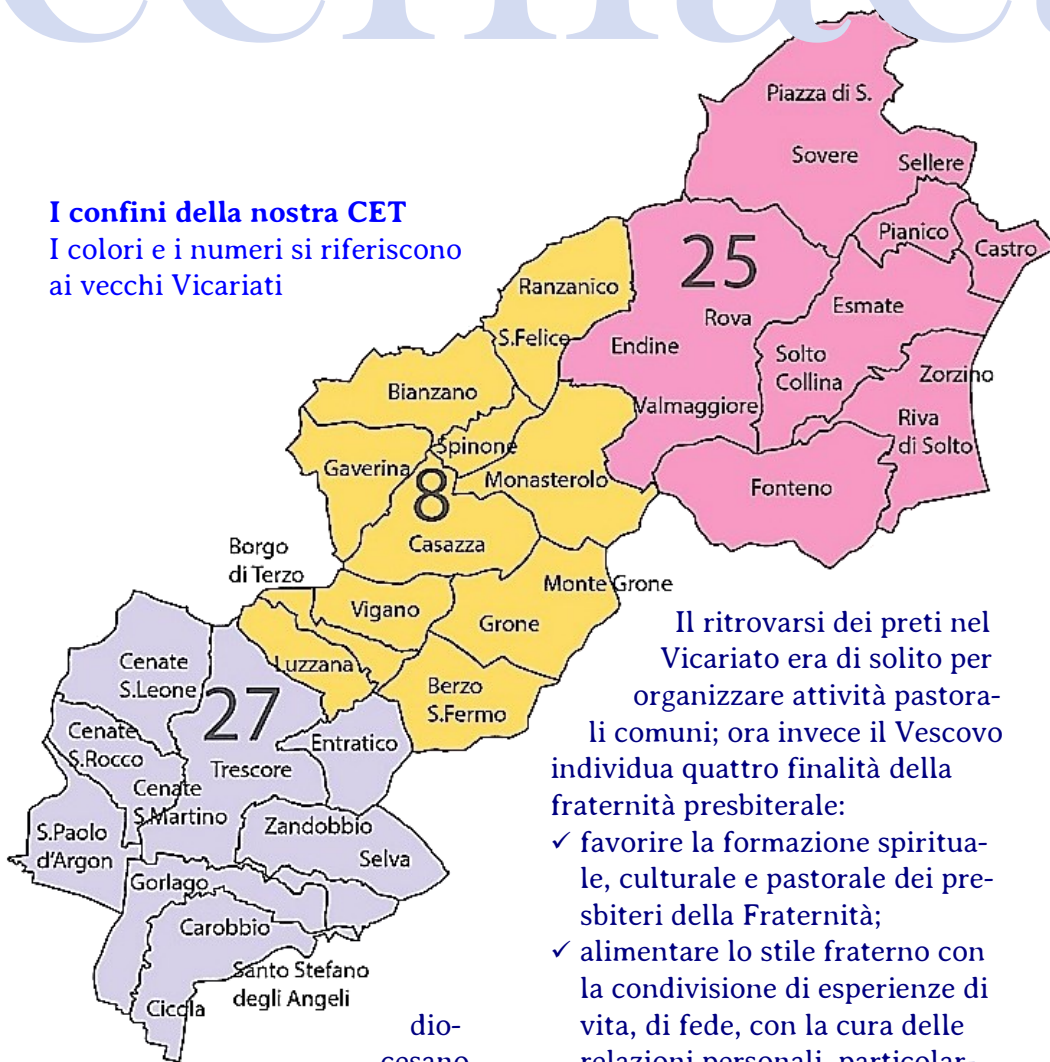 I confini della nostra CET
I colori e i numeri si riferiscono
ai vecchi Vicariati
Piazza di S.
Sovere
Sellere
Pianico
Castro
25
Ranzanico
Esmate
Rova
S.Felice
Endine
Solto
Collina
Zorzino
Bianzano
Valmaggiore
Riva
di Solto
Spinone
Gaverina
Monasterolo
8
Fonteno
Casazza
Borgo
di Terzo
Monte Grone
Vigano
Grone
Luzzana
Berzo
S.Fermo
Cenate
S.Leone
27
Entratico
Cenate
S.Rocco
Trescore
Cenate
S.Martino
S.Paolo
d'Argon
Zandobbio
Selva
Gorlago
Carobbio
Santo Stefano
degli Angeli
Cicola
dio-
cesano
Il ritrovarsi dei preti nel
Vicariato era di solito per
organizzare attività pastora-
li comuni; ora invece il Vescovo
individua quattro finalità della
fraternità presbiterale:
✓ favorire la formazione spiritua-
le, culturale e pastorale dei pre-
sbiteri della Fraternità;
✓ alimentare lo stile fraterno con
la condivisione di esperienze di
vita, di fede, con la cura delle
relazioni personali, particolar-